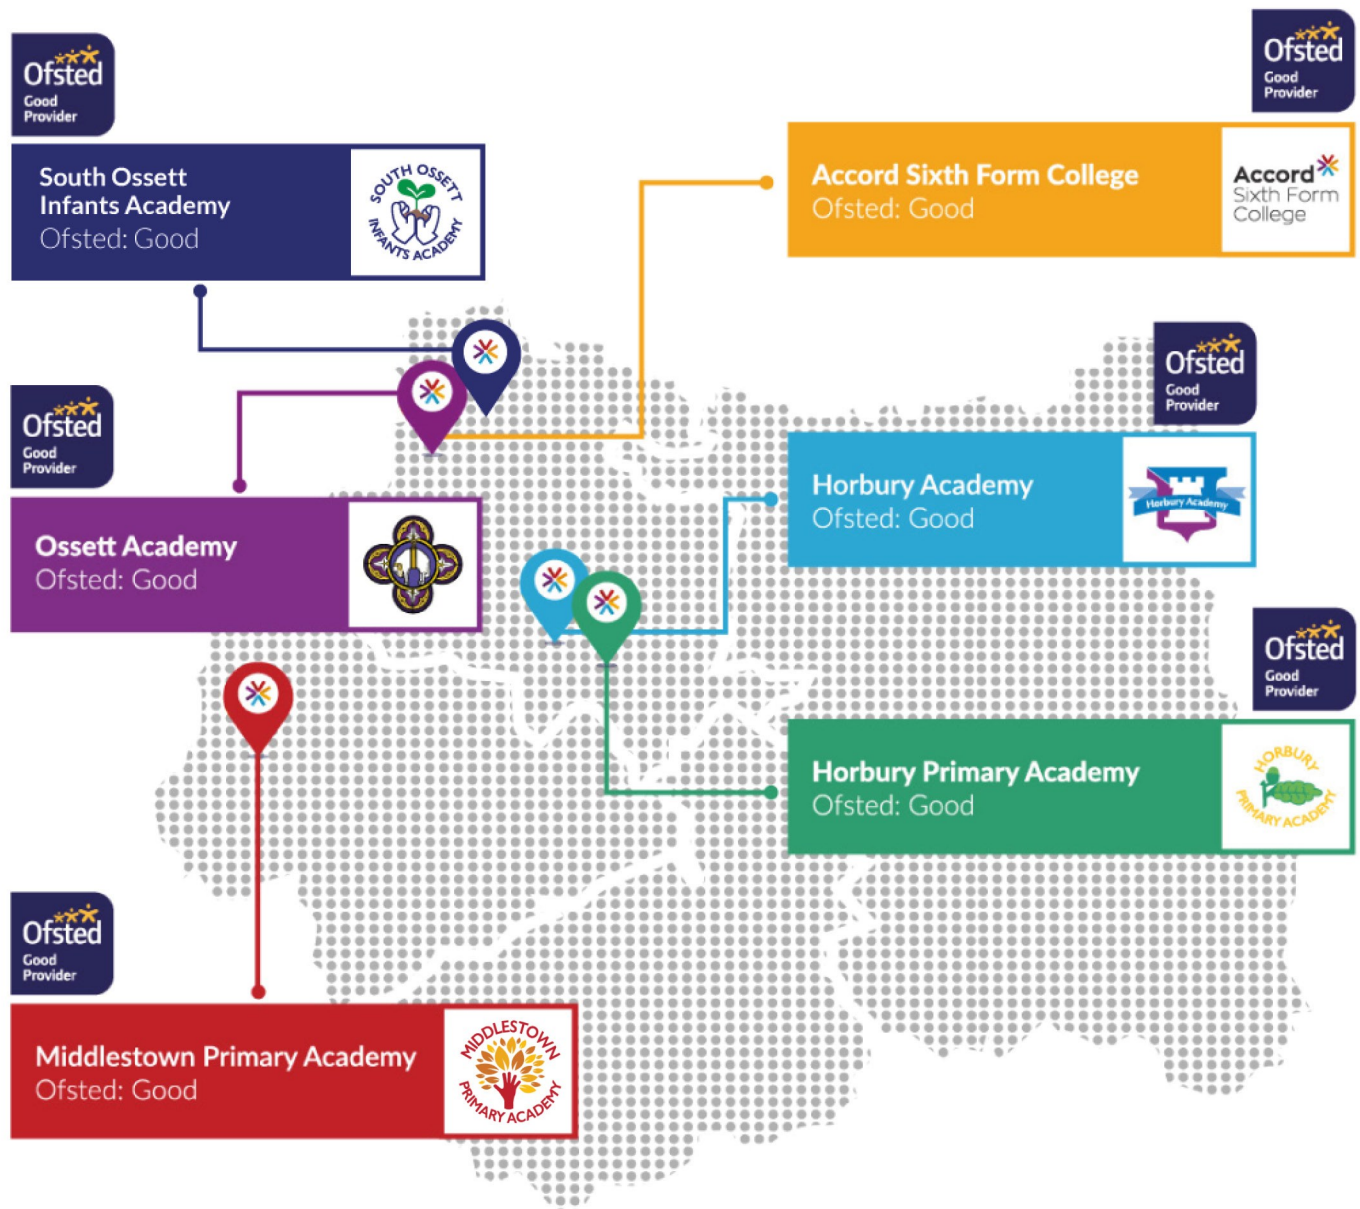 Ofsted
Good
Provider
South Ossett
Infants Academy
Ofsted: Good
SOUTH OSSETT
INFANTS ACADEMY
Ofsted
Good
Provider
Accord Sixth Form College
Ofsted: Good
Accord
Sixth Form
College
Ofsted
Good
Provider
Ossett Academy
Ofsted: Good
Ofsted
Good
Provider
Horbury Academy
Ofsted: Good
Horbury Academy
Ofsted
Good
Provider
Horbury Primary Academy
Ofsted: Good
HORBURY
PRIMARY ACADEMY
Ofsted
Good
Provider
Middlestown Primary Academy
Ofsted: Good
MIDDLESTOWN
PRIMARY ACADEMY